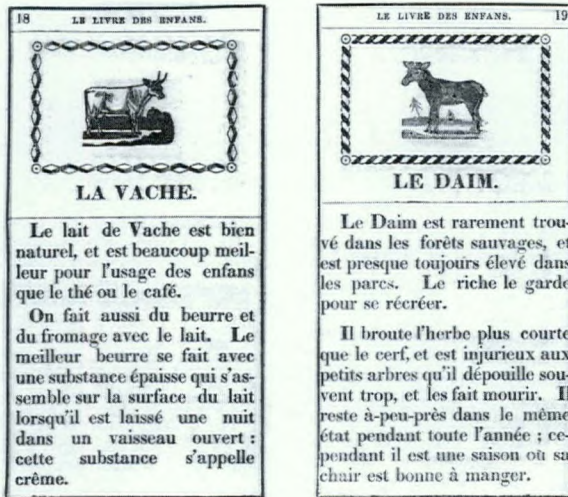 18 LE LIVRE DES ENFANS.
LA VACHE.
Le lait de Vache est bien
naturel, et est beaucoup meil-
leur pour l'usage des enfans
que le thé ou le café.
On fait aussi du beurre et
du fromage avec le lait. Le
meilleur beurre se fait avec
une substance épaisse qui s'as-
semble sur la surface du lait
lorsqu'il est laissé une nuit
dans un vaisseau ouvert :
cette substance s'appelle
crême.
LE LIVRE DES ENFANS. 19
LE DAIM.
Le Daim est rarement trou-
vé dans les forêts sauvages, et
est presque toujours élevé dans
les parcs. Le riche le garde
pour se récréer.
Il broute l'herbe plus courte
que le cerf, et est injurieux aux
petits arbres qu'il dépouille sou-
vent trop, et les fait mourir. Il
reste à-peu-près dans le même
état pendant toute l'année ; ce-
pendant il est une saison où sa
chair est bonne à manger.